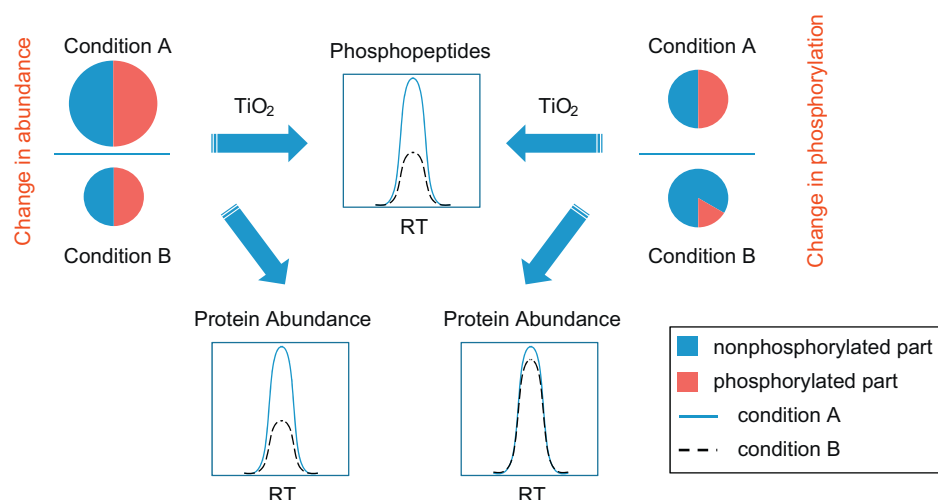 Change in abundance
Condition A
Condition B
TiO₂
Phosphopeptides
RT
TiO₂
Condition A
Condition B
Change in phosphorylation
Protein Abundance
RT
Protein Abundance
RT
nonphosphorylated part
phosphorylated part
condition A
condition B